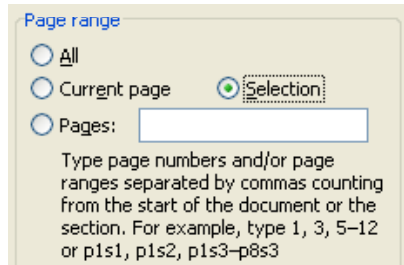 Page range
All
Current page Selection
Pages:
Type page numbers and/or page
ranges separated by commas counting
from the start of the document or the
section. For example, type 1, 3, 5–12
or p1s1, p1s2, p1s3–p8s3